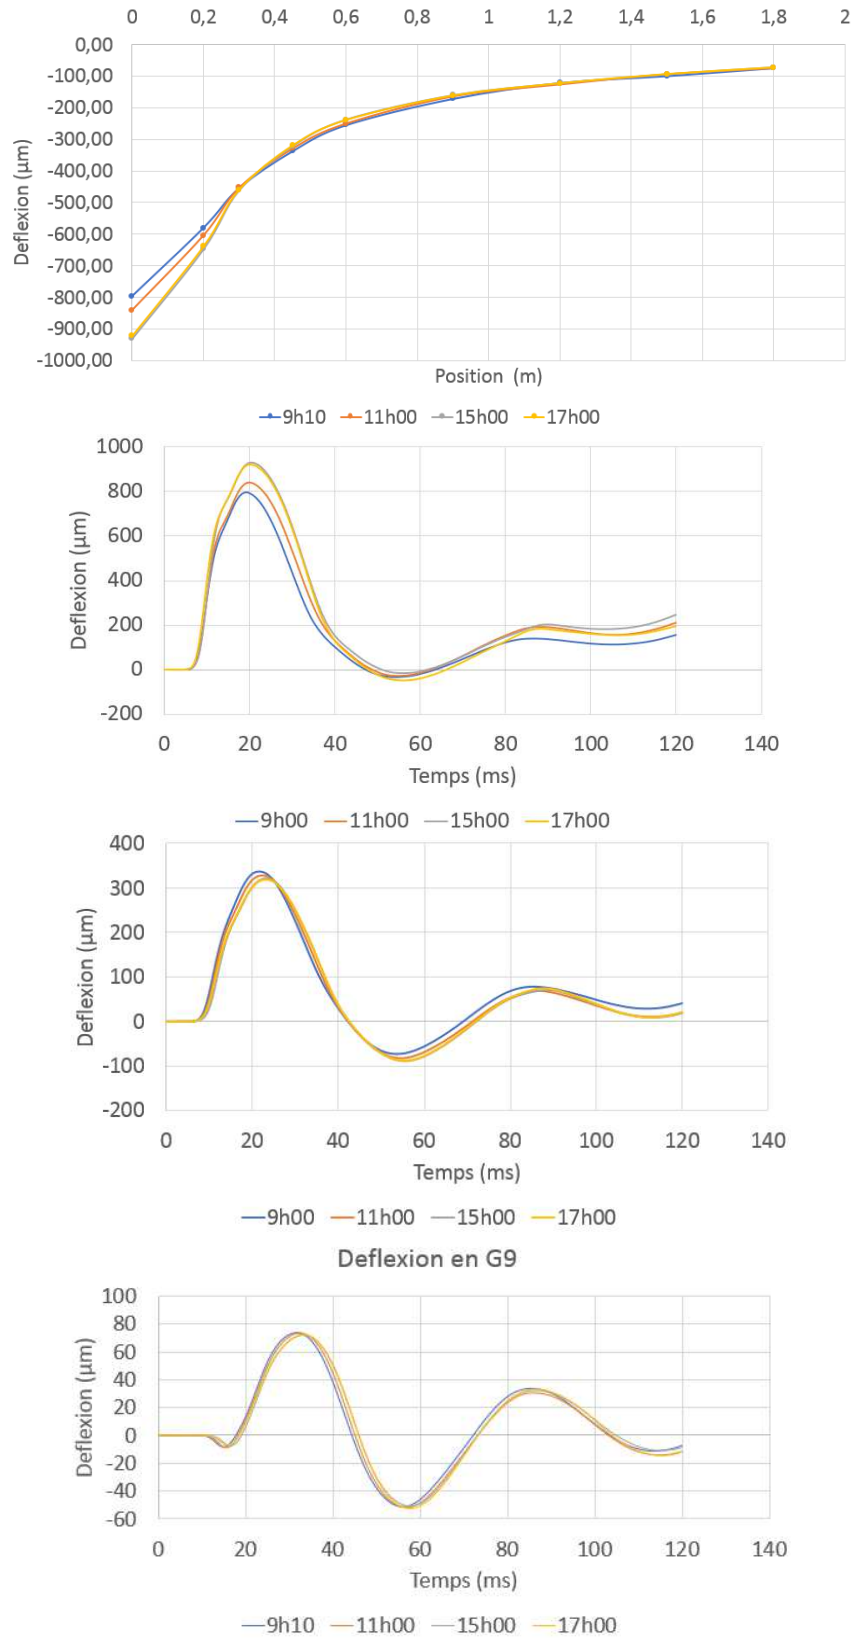 0 0,2 0,4 0,6 0,8 1 1,2 1,4 1,6 1,8 2
0,00
-100,00
-200,00
-300,00
-400,00
-500,00
-600,00
-700,00
-800,00
-900,00
-1000,00
Deflexion (µm)
Position (m)
9h10 11h00 15h00 17h00
1000
800
600
400
200
0
-200
Deflexion (µm)
0 20 40 60 80 100 120 140
Temps (ms)
9h00 11h00 15h00 17h00
400
300
200
100
0
-100
-200
Deflexion (µm)
0 20 40 60 80 100 120 140
Temps (ms)
9h00 11h00 15h00 17h00
Deflexion en G9
100
80
60
40
20
0
-20
-40
-60
Deflexion (µm)
0 20 40 60 80 100 120 140
Temps (ms)
9h10 11h00 15h00 17h00